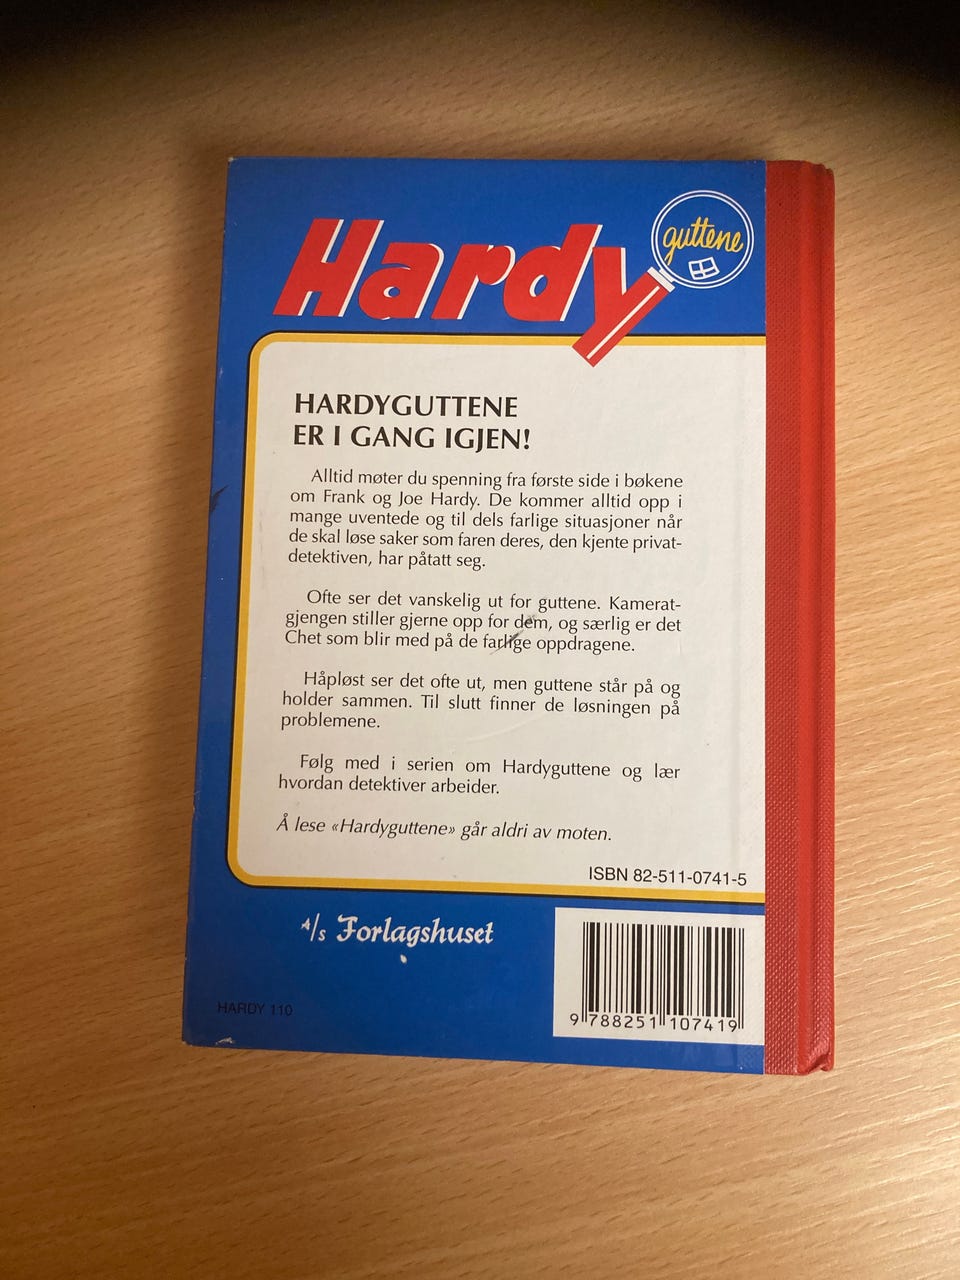 Hardy
guttene
HARDYGUTTENE
ER I GANG IGJEN!
Alltid møter du spenning fra første side i bøkene
om Frank og Joe Hardy. De kommer alltid opp i
mange uventede og til dels farlige situasjoner når
de skal løse saker som faren deres, den kjente privat-
detektiven, har påtatt seg.
Ofte ser det vanskelig ut for guttene. Kamerat-
gjengen stiller gjerne opp for dem, og særlig er det
Chet som blir med på de farlige oppdragene.
Håpløst ser det ofte ut, men guttene står på og
holder sammen. Til slutt finner de løsningen på
problemene.
Følg med i serien om Hardyguttene og lær
hvordan detektiver arbeider.
Å lese «Hardyguttene» går aldri av moten.
ISBN 82-511-0741-5
A/S Forlagshuset
HARDY 110
9 788251 107419